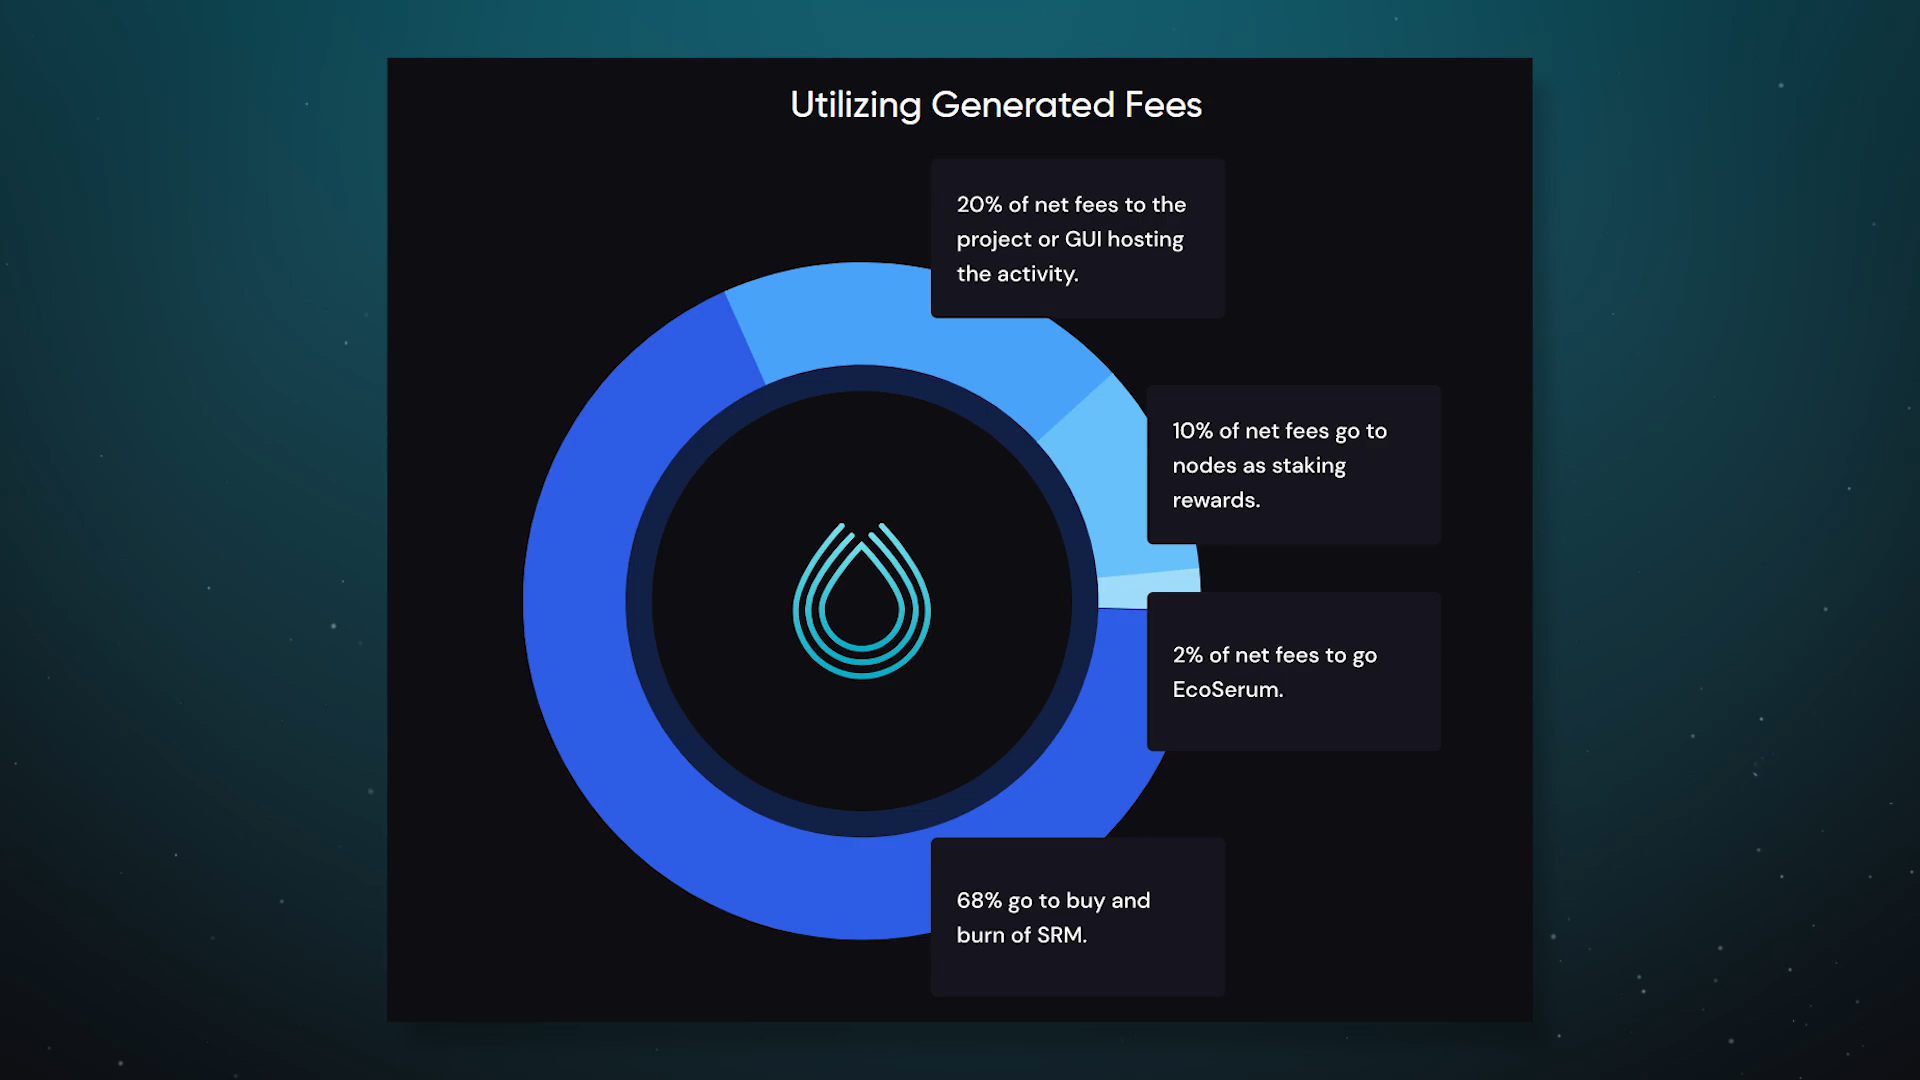 Utilizing Generated Fees
20% of net fees to the
project or GUI hosting
the activity.
10% of net fees go to
nodes as staking
rewards.
2% of net fees to go
EcoSerum.
68% go to buy and
burn of SRM.